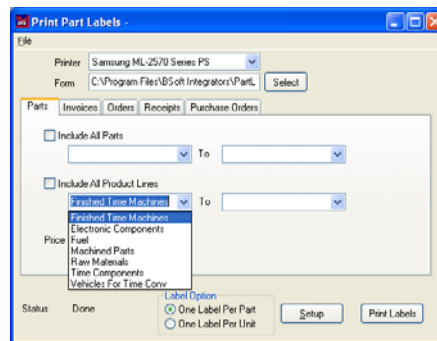 Print Part Labels -
File
Printer Samsung ML-2570 Series PS
Form C:\Program Files\BSoft Integrators\PartL Select
Parts Invoices Orders Receipts Purchase Orders
Include All Parts
To
Include All Product Lines
Finished Time Machines To
Finished Time Machines
Electronic Components
Fuel
Price
Machined Parts
Raw Materials
Time Components
Vehicles For Time Conv
Label Option
Status Done One Label Per Part Setup Print Labels
One Label Per Unit